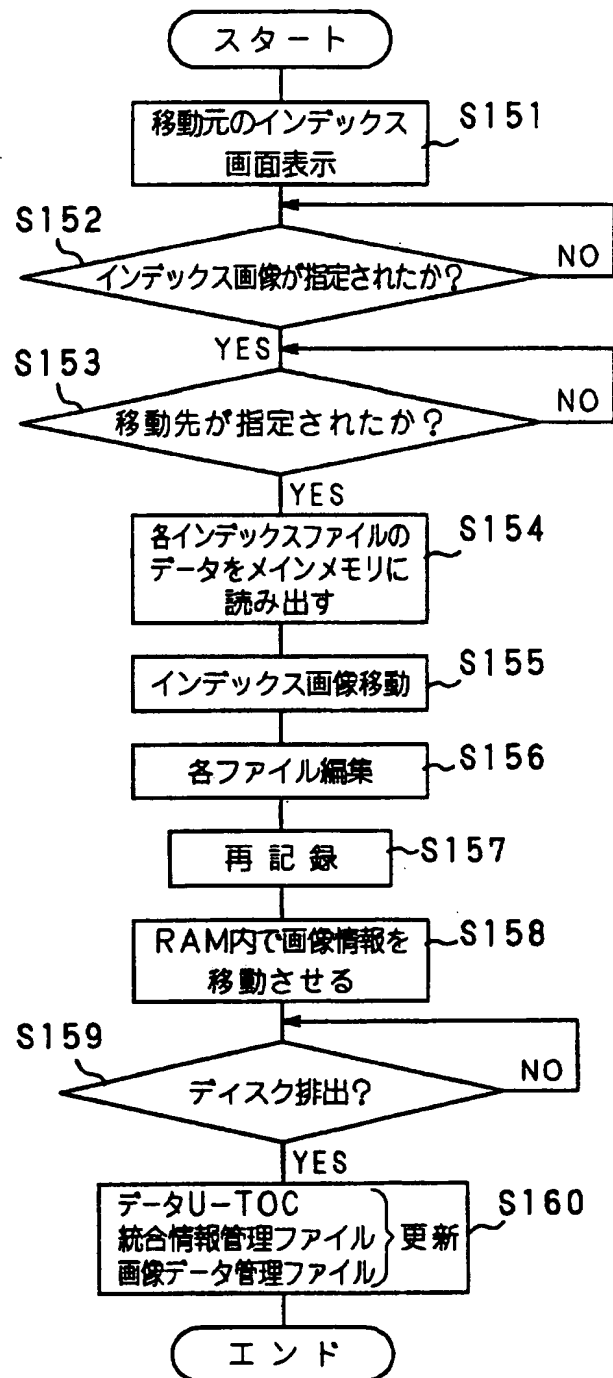 スタート
移動元のインデックス
画面表示
S151
S152
インデックス画像が指定されたか?
NO
YES
S153
移動先が指定されたか?
NO
YES
各インデックスファイルの
データをメインメモリに
読み出す
S154
インデックス画像移動
S155
各ファイル編集
S156
再記録
S157
RAM内で画像情報を
移動させる
S158
S159
ディスク排出?
NO
YES
データU-TOC
統合情報管理ファイル
画像データ管理ファイル
更新
S160
エンド